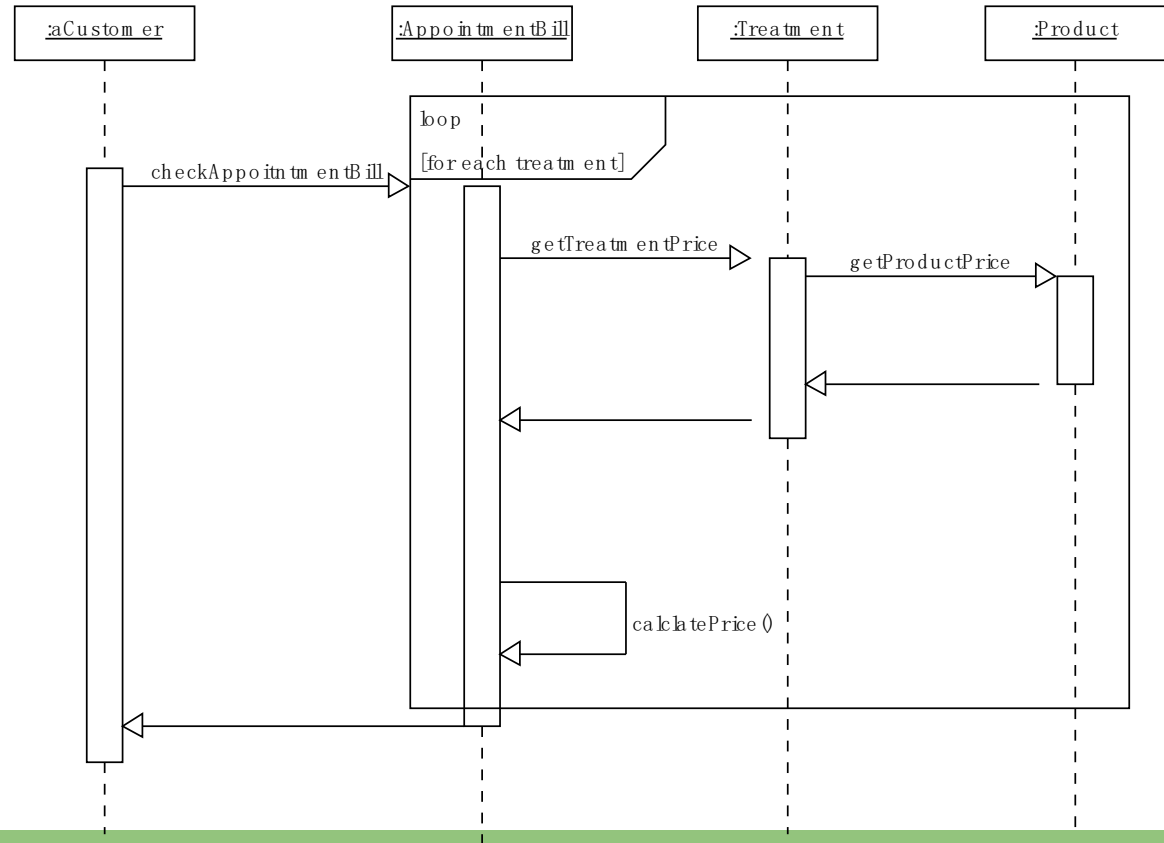 :aCustomer
:AppointmentBill
:Treatment
:Product
loop
[for each treatment]
checkAppoitntmentBill
getTreatmentPrice
getProductPrice
calclatePrice()